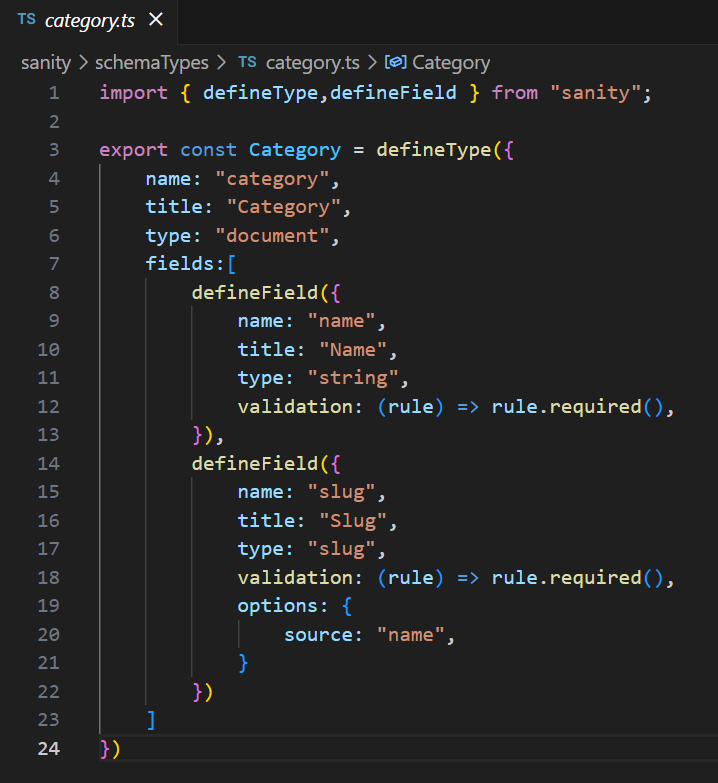 TS category.ts ×
sanity > schemaTypes > TS category.ts > Category
1 import { defineType,defineField } from "sanity";
2
3 export const Category = defineType({
4     name: "category",
5     title: "Category",
6     type: "document",
7     fields:[
8         defineField({
9             name: "name",
10             title: "Name",
11             type: "string",
12             validation: (rule) => rule.required(),
13         }),
14         defineField({
15             name: "slug",
16             title: "Slug",
17             type: "slug",
18             validation: (rule) => rule.required(),
19             options: {
20                 source: "name",
21             }
22         })
23     ]
24 })